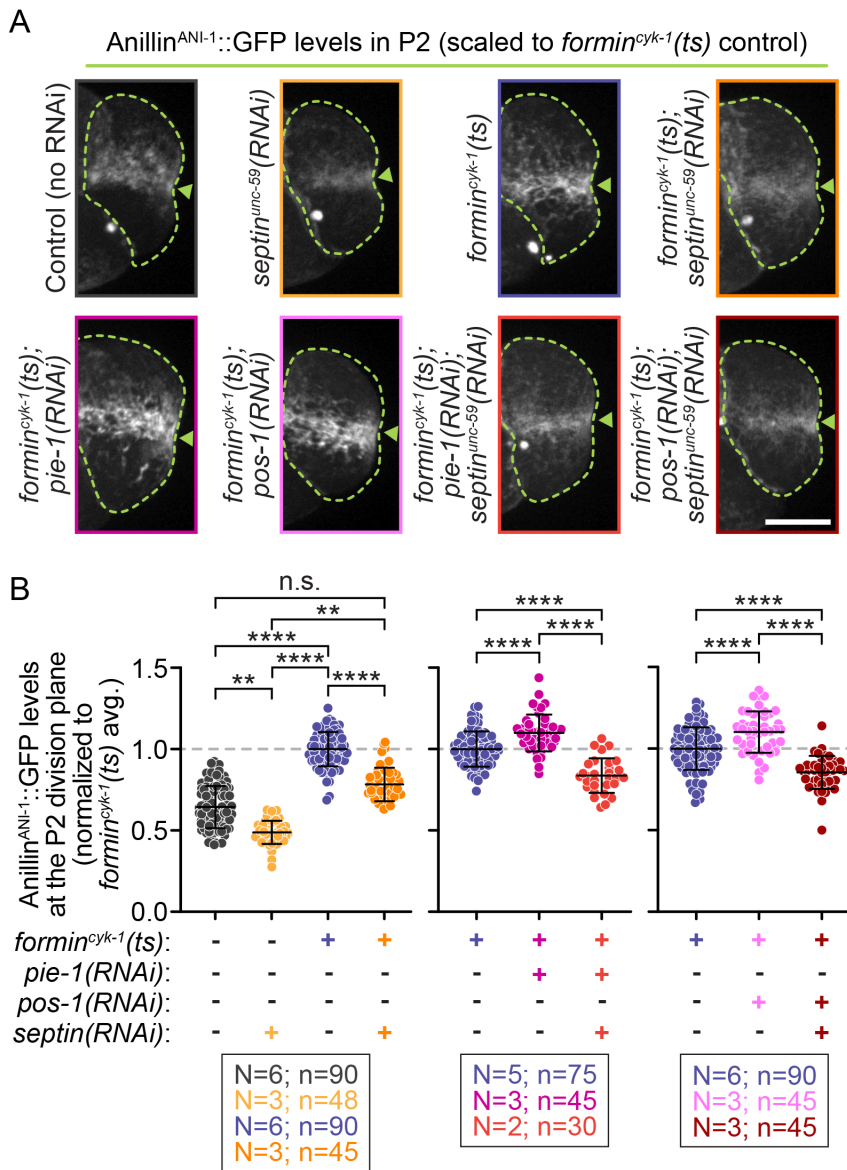 A
Anillin^ANI-1::GFP levels in P2 (scaled to formin^cyk-1(ts) control)
Control (no RNAi)
septin^unc-59(RNAi)
formin^cyk-1(ts)
formin^cyk-1(ts);
septin^unc-59(RNAi)
formin^cyk-1(ts);
pie-1(RNAi)
formin^cyk-1(ts);
pos-1(RNAi)
formin^cyk-1(ts);
pie-1(RNAi);
septin^unc-59(RNAi)
formin^cyk-1(ts);
pos-1(RNAi);
septin^unc-59(RNAi)
B
Anillin^ANI-1::GFP levels
at the P2 division plane
(normalized to
formin^cyk-1(ts) avg.)
n.s.
**
****
** **** ****
****
**** ****
****
**** ****
1.5
1.0
0.5
0.0
formin^cyk-1(ts): - - + + + + + + + +
pie-1(RNAi): - - - - - + + - - -
pos-1(RNAi): - - - - - - - - + +
septin(RNAi): - + - + - - + - - +
N=6; n=90
N=3; n=48
N=6; n=90
N=3; n=45
N=5; n=75
N=3; n=45
N=2; n=30
N=6; n=90
N=3; n=45
N=3; n=45